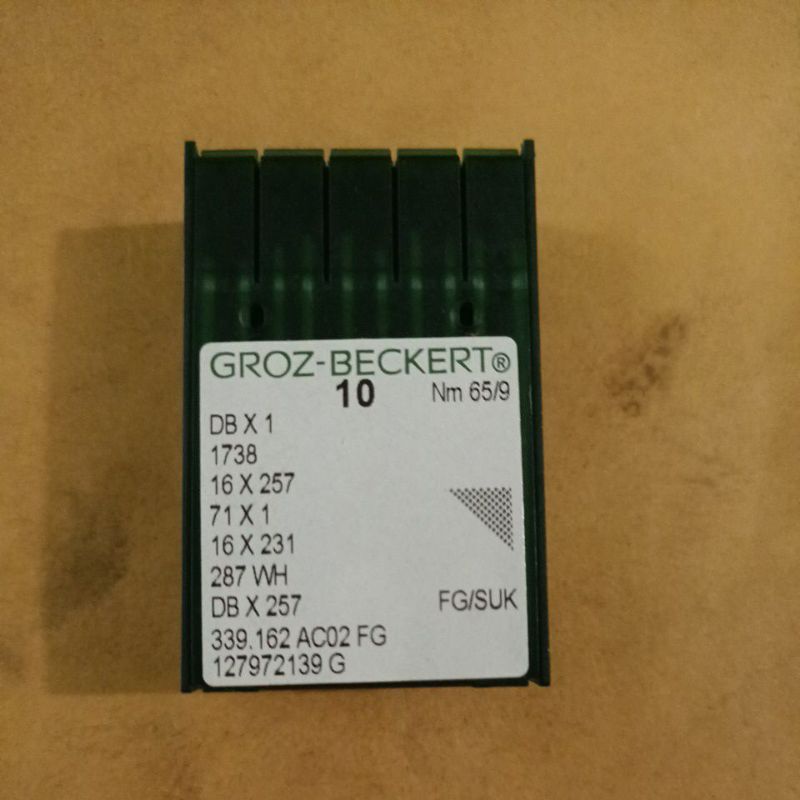 GROZ-BECKERT®
10 Nm 65/9
DB X 1
1738
16 X 257
71 X 1
16 X 231
287 WH
DB X 257 FG/SUK
339.162 AC02 FG
127972139 G